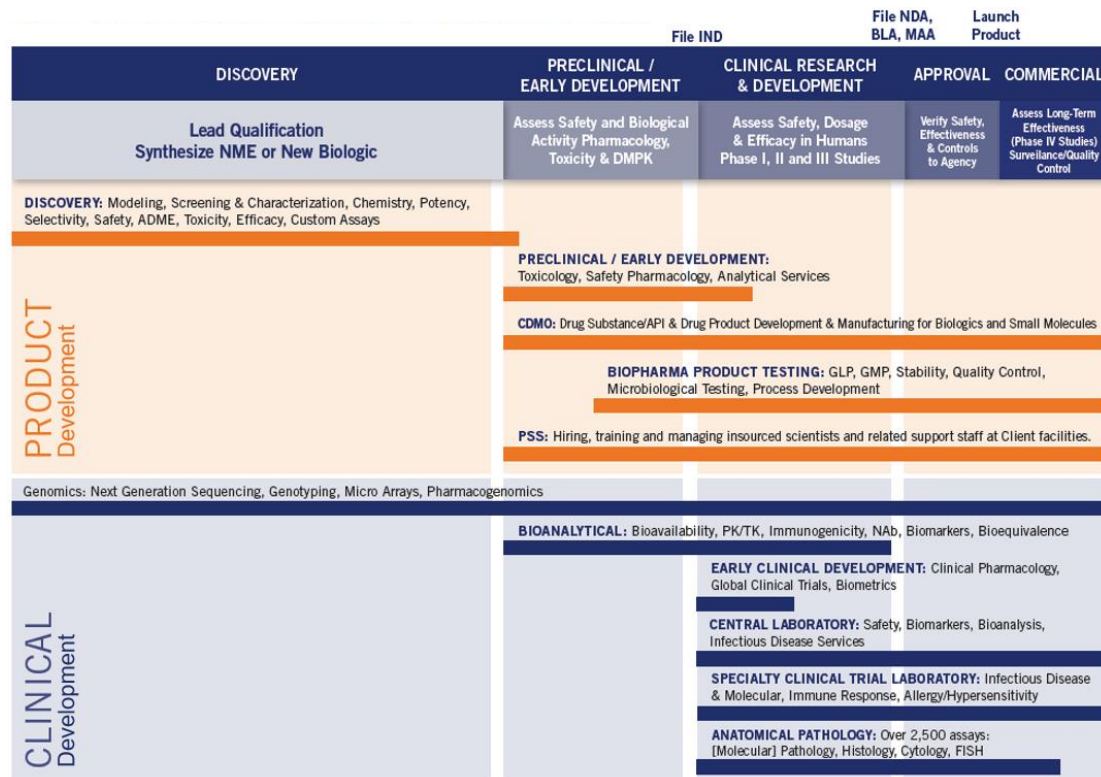 File IND
File NDA,
BLA, MAA
Launch
Product
DISCOVERY
PRECLINICAL /
EARLY DEVELOPMENT
CLINICAL RESEARCH
& DEVELOPMENT
APPROVAL
COMMERCIAL
Lead Qualification
Synthesize NME or New Biologic
Assess Safety and Biological
Activity Pharmacology,
Toxicity & DMPK
Assess Safety, Dosage
& Efficacy in Humans
Phase I, II and III Studies
Verify Safety,
Effectiveness
& Controls
to Agency
Assess Long-Term
Effectiveness
(Phase IV Studies)
Surveilance/Quality
Control
PRODUCT
Development
DISCOVERY: Modeling, Screening & Characterization, Chemistry, Potency,
Selectivity, Safety, ADME, Toxicity, Efficacy, Custom Assays
PRECLINICAL / EARLY DEVELOPMENT:
Toxicology, Safety Pharmacology, Analytical Services
CDMO: Drug Substance/API & Drug Product Development & Manufacturing for Biologics and Small Molecules
BIOPHARMA PRODUCT TESTING: GLP, GMP, Stability, Quality Control,
Microbiological Testing, Process Development
PSS: Hiring, training and managing insourced scientists and related support staff at Client facilities.
CLINICAL
Development
Genomics: Next Generation Sequencing, Genotyping, Micro Arrays, Pharmacogenomics
BIOANALYTICAL: Bioavailability, PK/TK, Immunogenicity, NAb, Biomarkers, Bioequivalence
EARLY CLINICAL DEVELOPMENT: Clinical Pharmacology,
Global Clinical Trials, Biometrics
CENTRAL LABORATORY: Safety, Biomarkers, Bioanalysis,
Infectious Disease Services
SPECIALTY CLINICAL TRIAL LABORATORY: Infectious Disease
& Molecular, Immune Response, Allergy/Hypersensitivity
ANATOMICAL PATHOLOGY: Over 2,500 assays:
[Molecular] Pathology, Histology, Cytology, FISH